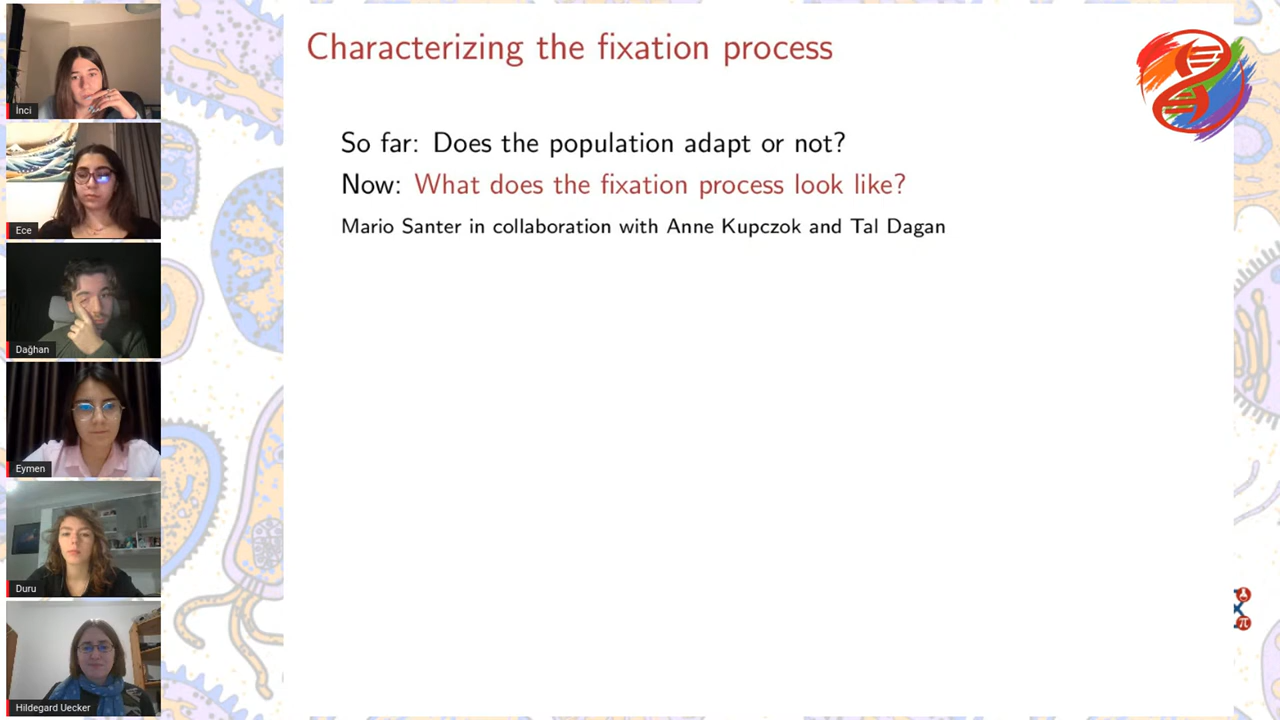 Characterizing the fixation process
So far: Does the population adapt or not?
Now: What does the fixation process look like?
Mario Santer in collaboration with Anne Kupczok and Tal Dagan
İnci
Ece
Dağhan
Eymen
Duru
Hildegard Uecker
π